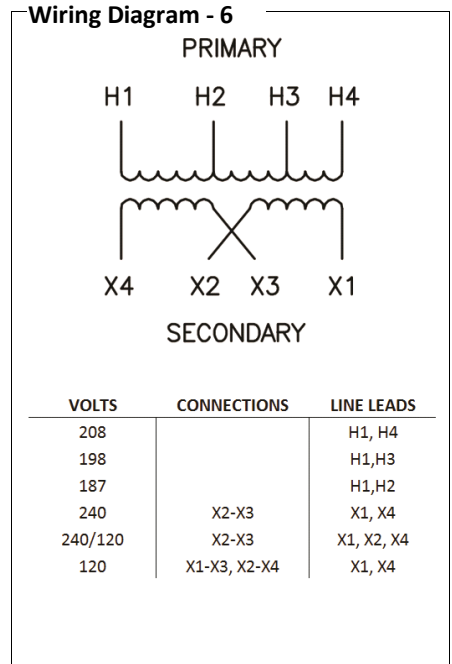 Wiring Diagram - 6
PRIMARY
H1 H2 H3 H4
X4 X2 X3 X1
SECONDARY
VOLTS CONNECTIONS LINE LEADS
208 H1, H4
198 H1,H3
187 H1,H2
240 X2-X3 X1, X4
240/120 X2-X3 X1, X2, X4
120 X1-X3, X2-X4 X1, X4